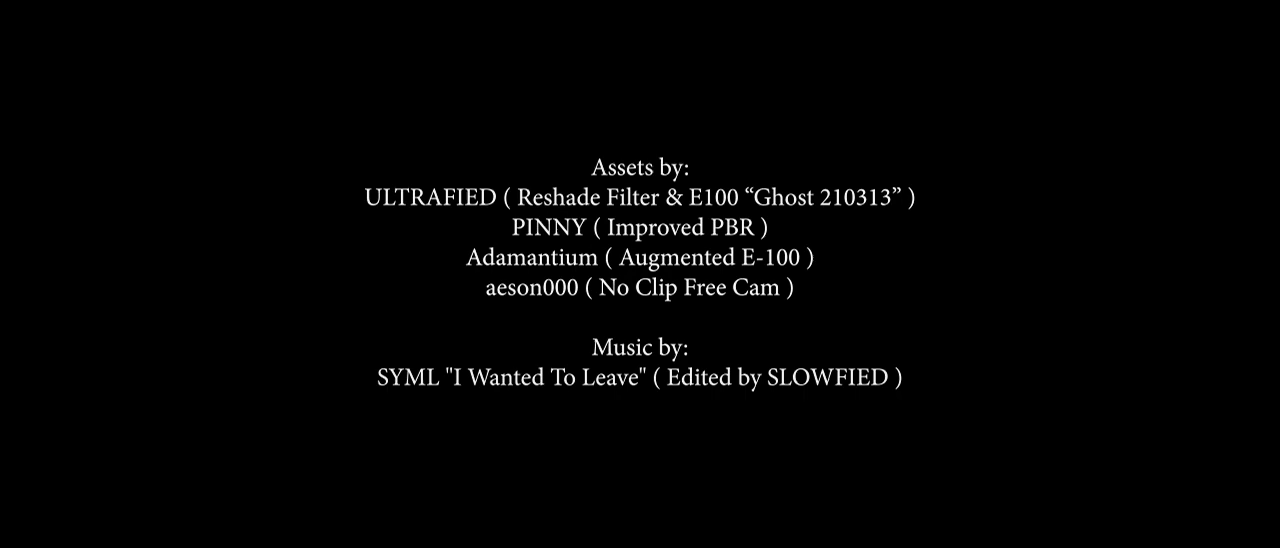 Assets by:
ULTRAFIED ( Reshade Filter & E100 “Ghost 210313” )
PINNY ( Improved PBR )
Adamantium ( Augmented E-100 )
aeson000 ( No Clip Free Cam )
Music by:
SYML "I Wanted To Leave" ( Edited by SLOWFIED )